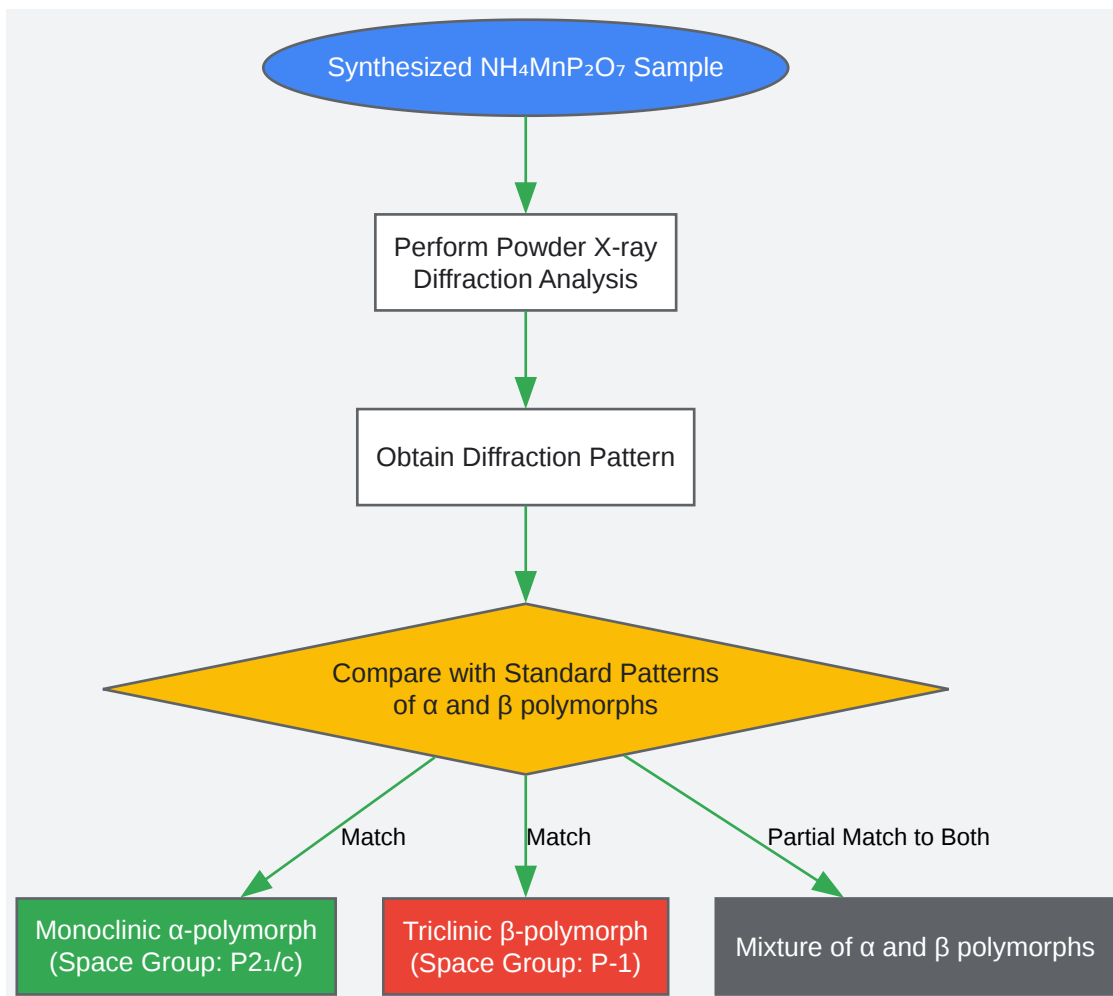 Synthesized NH₄MnP₂O₇ Sample
Perform Powder X-ray
Diffraction Analysis
Obtain Diffraction Pattern
Compare with Standard Patterns
of α and β polymorphs
Match
Match
Partial Match to Both
Monoclinic α-polymorph
(Space Group: P2₁/c)
Triclinic β-polymorph
(Space Group: P-1)
Mixture of α and β polymorphs